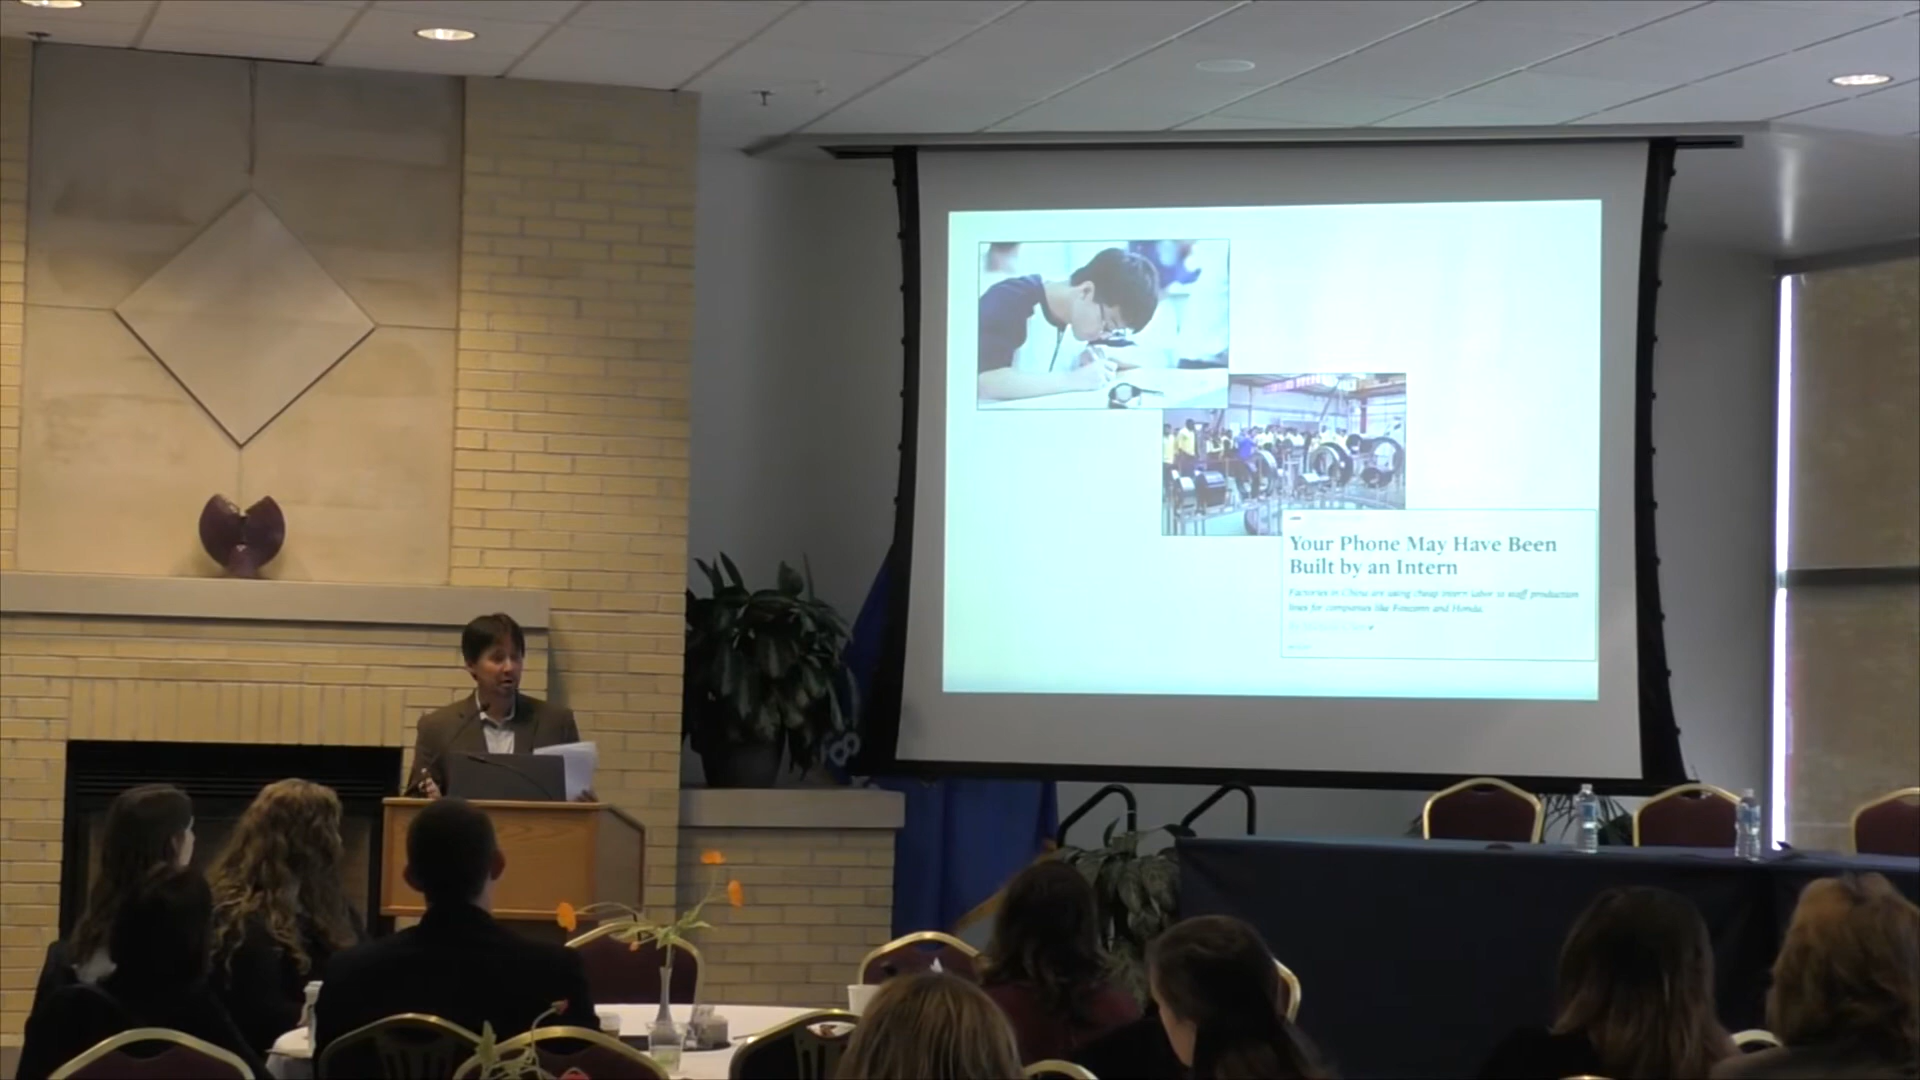 Your Phone May Have Been
Built by an Intern
Factories in China are using cheap intern labor to staff production
lines for companies like Foxconn and Honda